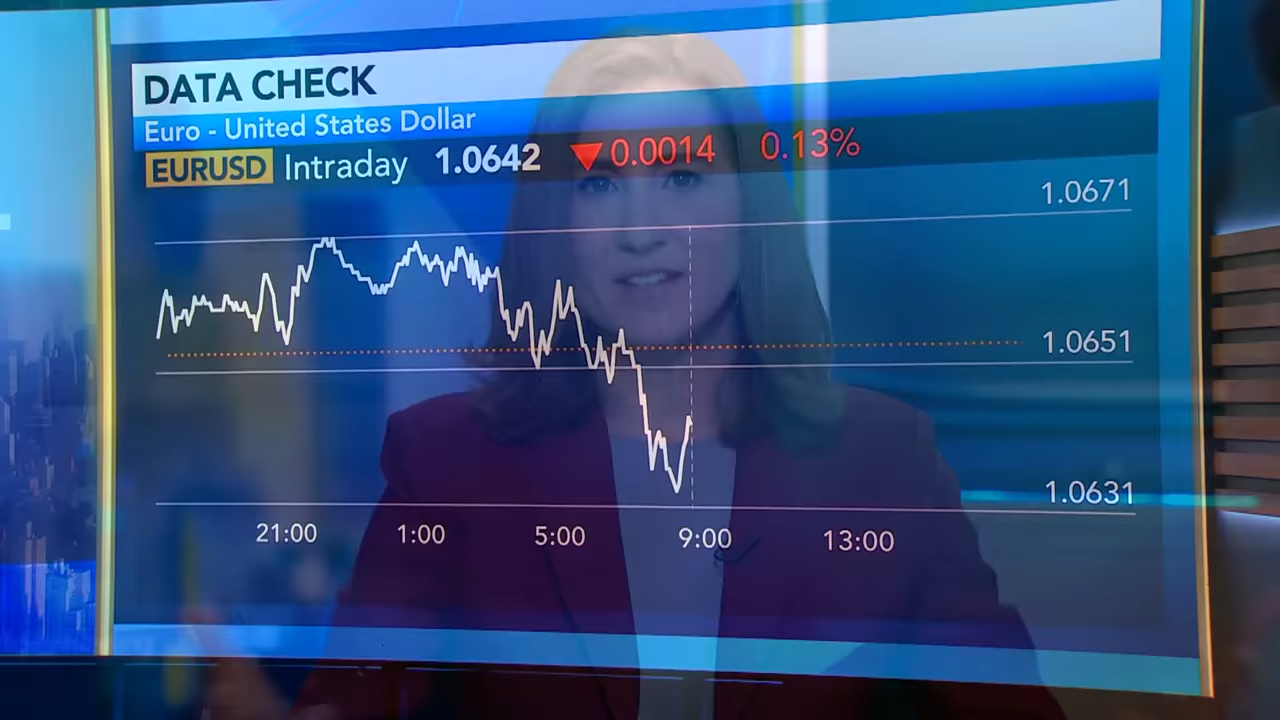 DATA CHECK
Euro - United States Dollar
EURUSD Intraday 1.0642 ▼0.0014 0.13%
1.0671
1.0651
1.0631
21:00 1:00 5:00 9:00 13:00